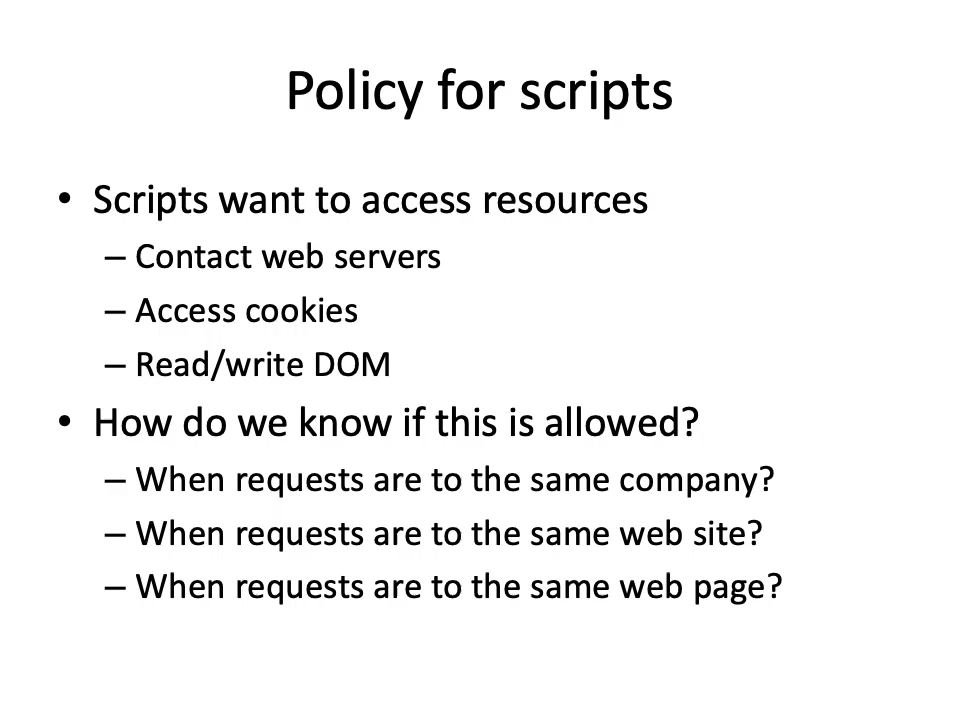 Policy for scripts
• Scripts want to access resources
– Contact web servers
– Access cookies
– Read/write DOM
• How do we know if this is allowed?
– When requests are to the same company?
– When requests are to the same web site?
– When requests are to the same web page?